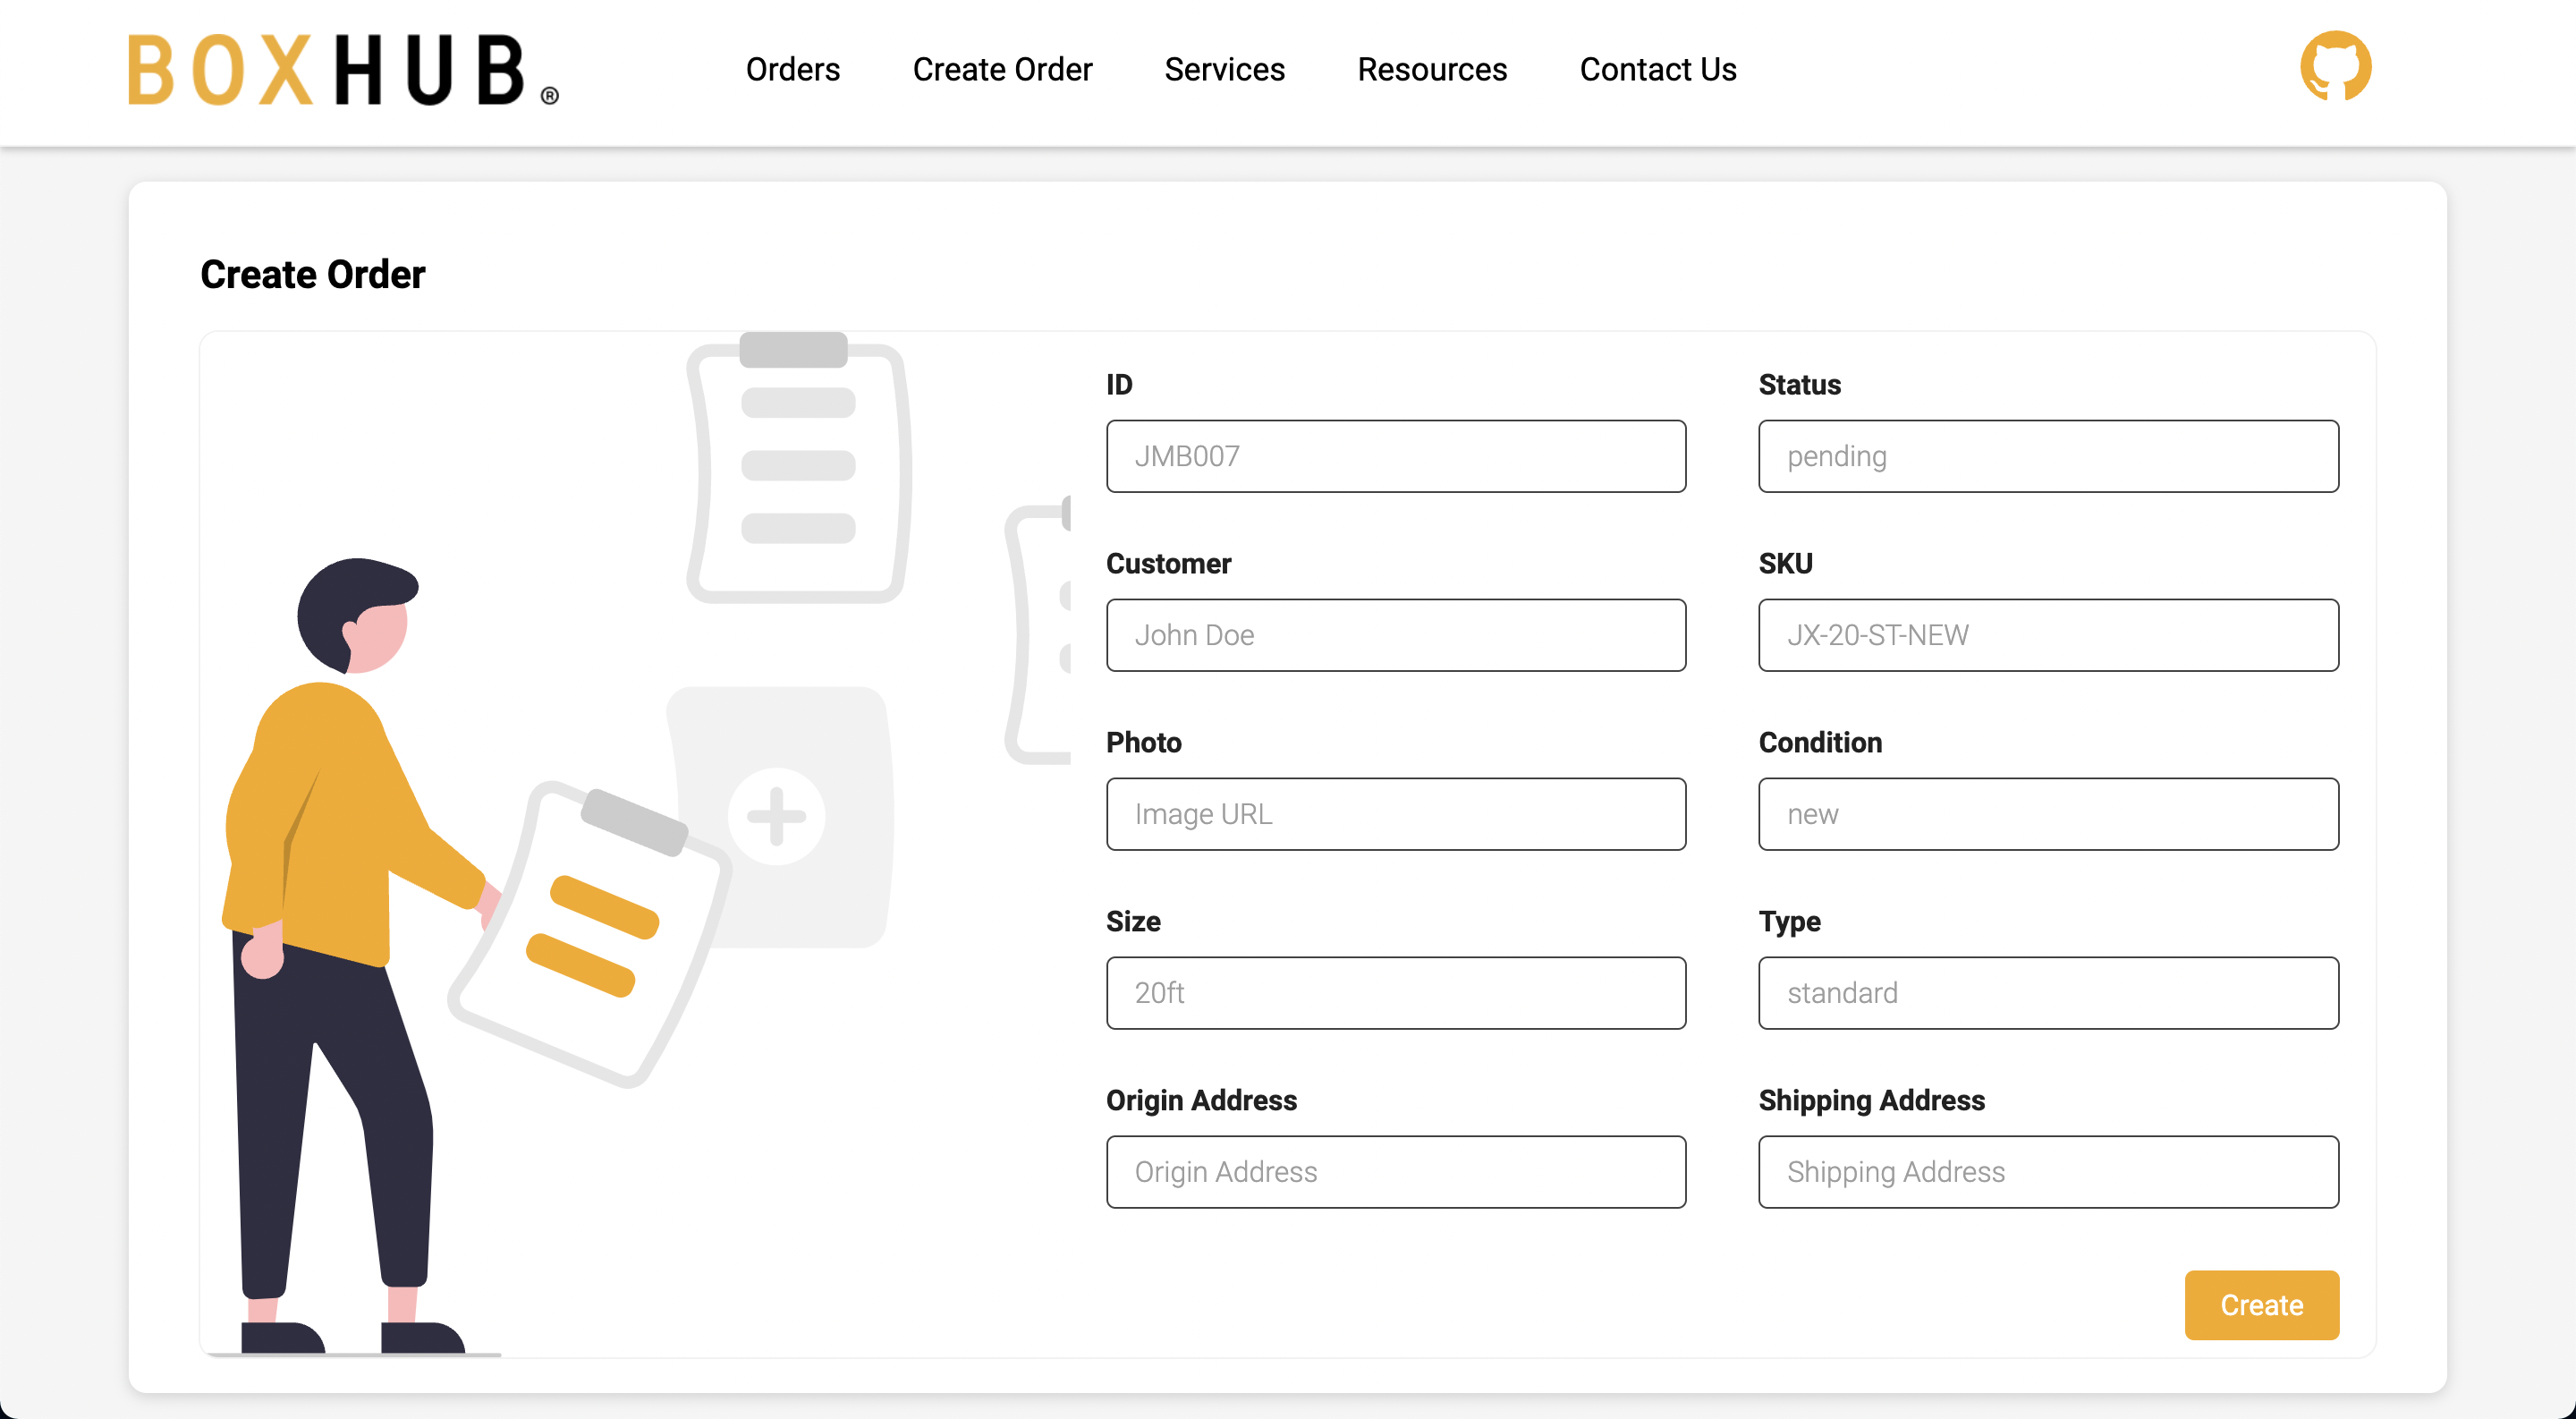 BOXHUB®
Orders Create Order Services Resources Contact Us
Create Order
ID Status
JMB007 pending
Customer SKU
John Doe JX-20-ST-NEW
Photo Condition
Image URL new
Size Type
20ft standard
Origin Address Shipping Address
Origin Address Shipping Address
Create